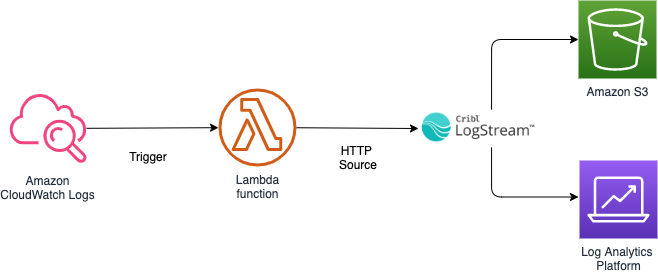 Amazon
CloudWatch Logs
Trigger
Lambda
function
HTTP
Source
Cribl
LogStream™
Amazon S3
Log Analytics
Platform